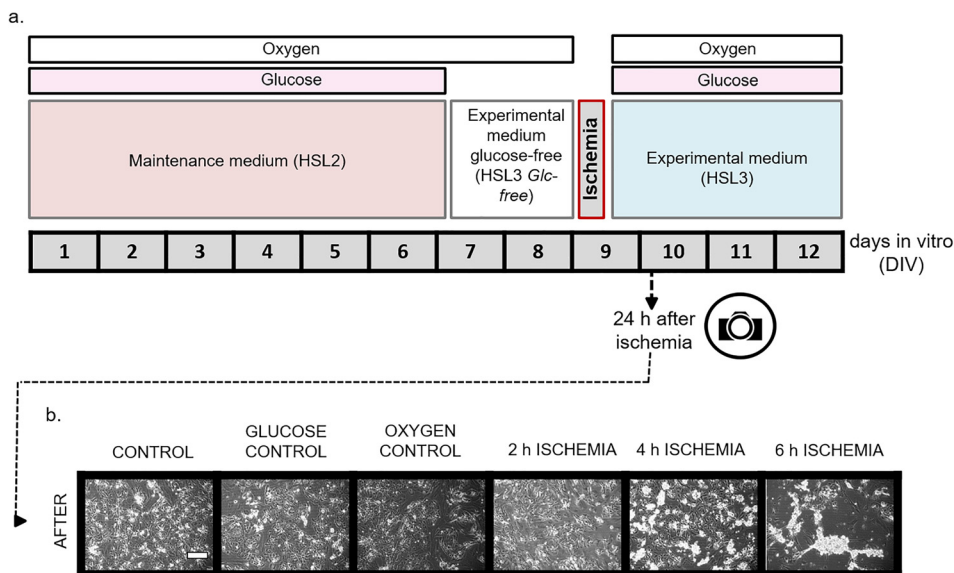 a.
Oxygen
Oxygen
Glucose
Glucose
Maintenance medium (HSL2)
Experimental
medium
glucose-free
(HSL3 Glc-
free)
Ischemia
Experimental medium
(HSL3)
1 2 3 4 5 6 7 8 9 10 11 12
days in vitro
(DIV)
24 h after
ischemia
b.
CONTROL
GLUCOSE
CONTROL
OXYGEN
CONTROL
2 h ISCHEMIA
4 h ISCHEMIA
6 h ISCHEMIA
AFTER